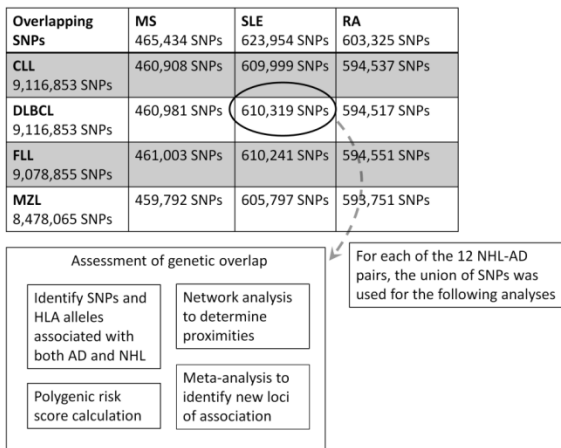 Overlapping SNPs MS 465,434 SNPs SLE 623,954 SNPs RA 603,325 SNPs
CLL 9,116,853 SNPs 460,908 SNPs 609,999 SNPs 594,537 SNPs
DLBCL 9,116,853 SNPs 460,981 SNPs 610,319 SNPs 594,517 SNPs
FLL 9,078,855 SNPs 461,003 SNPs 610,241 SNPs 594,551 SNPs
MZL 8,478,065 SNPs 459,792 SNPs 605,797 SNPs 593,751 SNPs
Assessment of genetic overlap
Identify SNPs and
HLA alleles
associated with
both AD and NHL
Network analysis
to determine
proximities
Polygenic risk
score calculation
Meta-analysis to
identify new loci
of association
For each of the 12 NHL-AD
pairs, the union of SNPs was
used for the following analyses